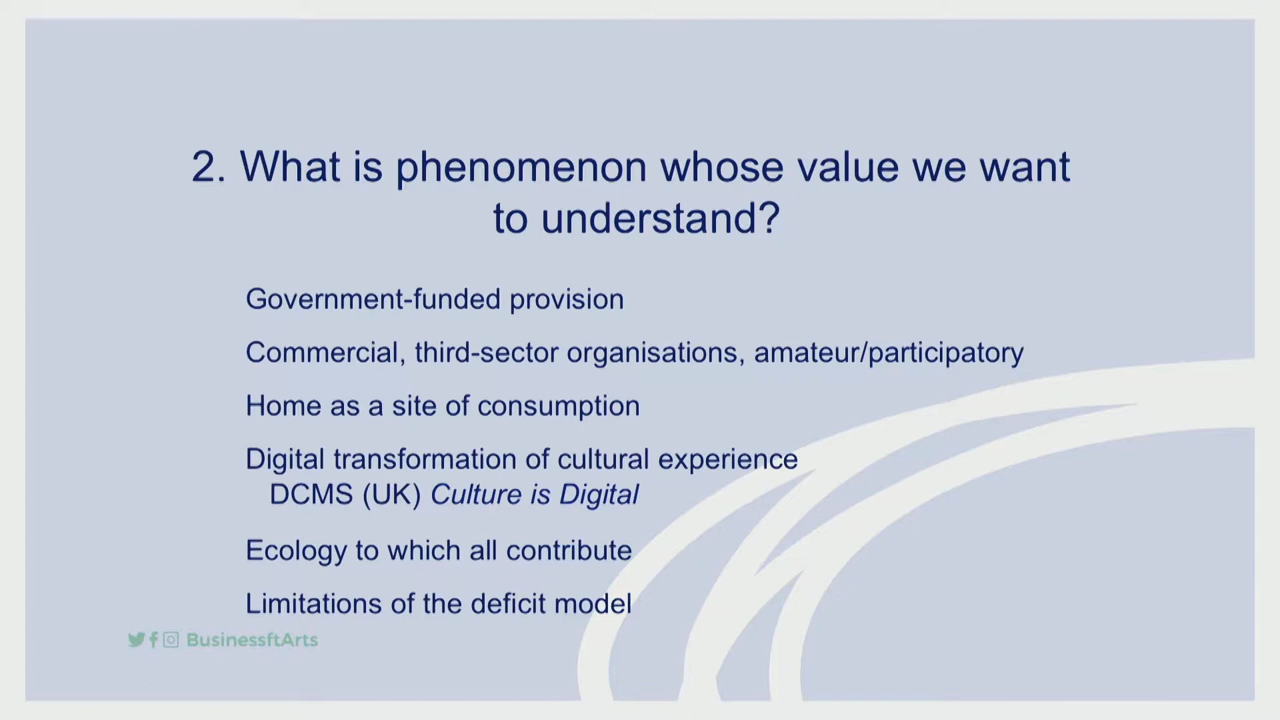 2. What is phenomenon whose value we want
to understand?
Government-funded provision
Commercial, third-sector organisations, amateur/participatory
Home as a site of consumption
Digital transformation of cultural experience
DCMS (UK) Culture is Digital
Ecology to which all contribute
Limitations of the deficit model
BusinessftArts